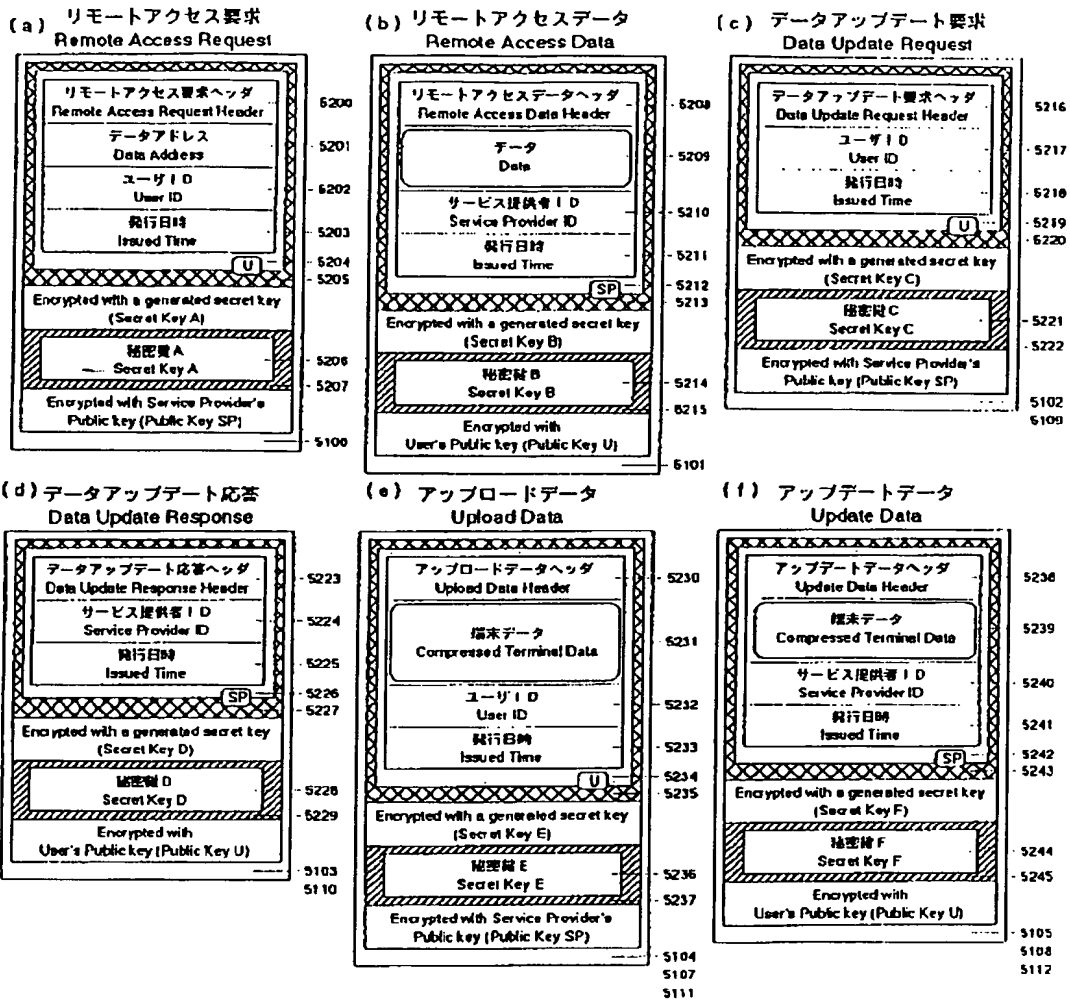 (a) リモートアクセス要求
Remote Access Request
リモートアクセス要求ヘッダ
Remote Access Request Header
データアドレス
Data Address
ユーザID
User ID
発行日時
Issued Time
U
Encrypted with a generated secret key
(Secret Key A)
秘密鍵A
Secret Key A
Encrypted with Service Provider's
Public key (Public Key SP)
5200
5201
5202
5203
5204
5205
5206
5207
5100
(b) リモートアクセスデータ
Remote Access Data
リモートアクセスデータヘッダ
Remote Access Data Header
データ
Data
サービス提供者ID
Service Provider ID
発行日時
Issued Time
SP
Encrypted with a generated secret key
(Secret Key B)
秘密鍵B
Secret Key B
Encrypted with
User's Public key (Public Key U)
5208
5209
5210
5211
5212
5213
5214
5215
5101
(c) データアップデート要求
Data Update Request
データアップデート要求ヘッダ
Data Update Request Header
ユーザID
User ID
発行日時
Issued Time
U
Encrypted with a generated secret key
(Secret Key C)
秘密鍵C
Secret Key C
Encrypted with Service Provider's
Public key (Public Key SP)
5216
5217
5218
5219
5220
5221
5222
5102
5109
(d) データアップデート応答
Data Update Response
データアップデート応答ヘッダ
Data Update Response Header
サービス提供者ID
Service Provider ID
発行日時
Issued Time
SP
Encrypted with a generated secret key
(Secret Key D)
秘密鍵D
Secret Key D
Encrypted with
User's Public key (Public Key U)
5223
5224
5225
5226
5227
5228
5229
5103
5110
(e) アップロードデータ
Upload Data
アップロードデータヘッダ
Upload Data Header
端末データ
Compressed Terminal Data
ユーザID
User ID
発行日時
Issued Time
U
Encrypted with a generated secret key
(Secret Key E)
秘密鍵E
Secret Key E
Encrypted with Service Provider's
Public key (Public Key SP)
5230
5231
5232
5233
5234
5235
5236
5237
5104
5107
5111
(f) アップデートデータ
Update Data
アップデートデータヘッダ
Update Data Header
端末データ
Compressed Terminal Data
サービス提供者ID
Service Provider ID
発行日時
Issued Time
SP
Encrypted with a generated secret key
(Secret Key F)
秘密鍵F
Secret Key F
Encrypted with
User's Public key (Public Key U)
5238
5239
5240
5241
5242
5243
5244
5245
5105
5108
5112